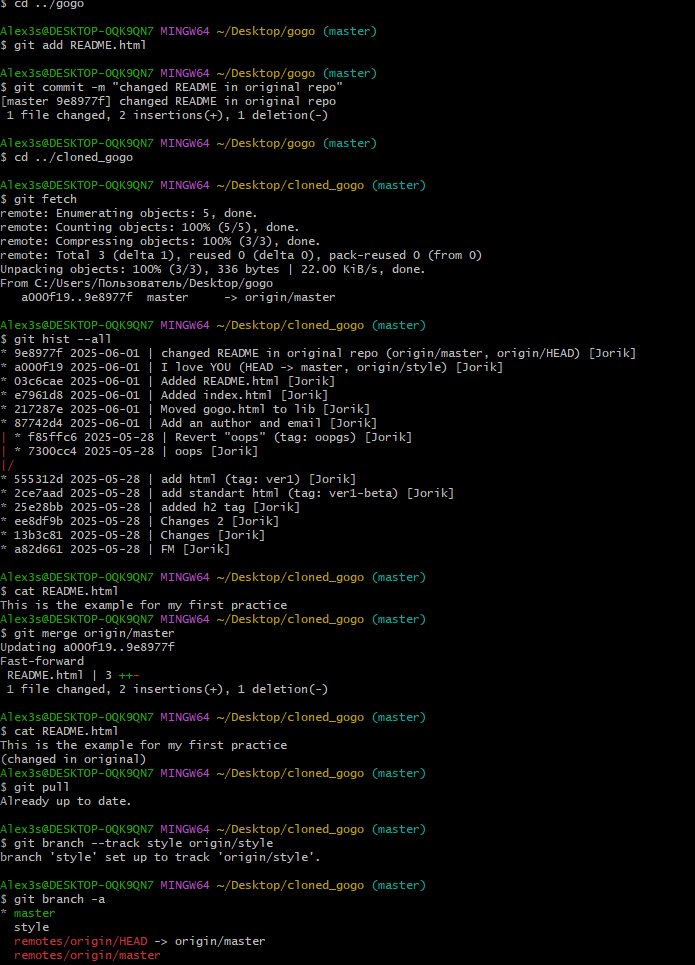 $ cd ../gogo
Alex3s@DESKTOP-OQK9QN7 MINGW64 ~/Desktop/gogo (master)
$ git add README.html
Alex3s@DESKTOP-OQK9QN7 MINGW64 ~/Desktop/gogo (master)
$ git commit -m "changed README in original repo"
[master 9e8977f] changed README in original repo
 1 file changed, 2 insertions(+), 1 deletion(-)
Alex3s@DESKTOP-OQK9QN7 MINGW64 ~/Desktop/gogo (master)
$ cd ../cloned_gogo
Alex3s@DESKTOP-OQK9QN7 MINGW64 ~/Desktop/cloned_gogo (master)
$ git fetch
remote: Enumerating objects: 5, done.
remote: Counting objects: 100% (5/5), done.
remote: Compressing objects: 100% (3/3), done.
remote: Total 3 (delta 1), reused 0 (delta 0), pack-reused 0 (from 0)
Unpacking objects: 100% (3/3), 336 bytes | 22.00 KiB/s, done.
From C:/Users/Пользователь/Desktop/gogo
   a000f19..9e8977f  master     -> origin/master
Alex3s@DESKTOP-OQK9QN7 MINGW64 ~/Desktop/cloned_gogo (master)
$ git hist --all
* 9e8977f 2025-06-01 | changed README in original repo (origin/master, origin/HEAD) [Jorik]
* a000f19 2025-06-01 | I love YOU (HEAD -> master, origin/style) [Jorik]
* 03c6cae 2025-06-01 | Added README.html [Jorik]
* e7961d8 2025-06-01 | Added index.html [Jorik]
* 217287e 2025-06-01 | Moved gogo.html to lib [Jorik]
* 87742d4 2025-06-01 | Add an author and email [Jorik]
| * f85ffc6 2025-05-28 | Revert "oops" (tag: oopgs) [Jorik]
| * 7300cc4 2025-05-28 | oops [Jorik]
|/
* 555312d 2025-05-28 | add html (tag: ver1) [Jorik]
* 2ce7aad 2025-05-28 | add standart html (tag: ver1-beta) [Jorik]
* 25e28bb 2025-05-28 | added h2 tag [Jorik]
* ee8df9b 2025-05-28 | Changes 2 [Jorik]
* 13b3c81 2025-05-28 | Changes [Jorik]
* a82d661 2025-05-28 | FM [Jorik]
Alex3s@DESKTOP-OQK9QN7 MINGW64 ~/Desktop/cloned_gogo (master)
$ cat README.html
This is the example for my first practice
Alex3s@DESKTOP-OQK9QN7 MINGW64 ~/Desktop/cloned_gogo (master)
$ git merge origin/master
Updating a000f19..9e8977f
Fast-forward
 README.html | 3 ++-
 1 file changed, 2 insertions(+), 1 deletion(-)
Alex3s@DESKTOP-OQK9QN7 MINGW64 ~/Desktop/cloned_gogo (master)
$ cat README.html
This is the example for my first practice
(changed in original)
Alex3s@DESKTOP-OQK9QN7 MINGW64 ~/Desktop/cloned_gogo (master)
$ git pull
Already up to date.
Alex3s@DESKTOP-OQK9QN7 MINGW64 ~/Desktop/cloned_gogo (master)
$ git branch --track style origin/style
branch 'style' set up to track 'origin/style'.
Alex3s@DESKTOP-OQK9QN7 MINGW64 ~/Desktop/cloned_gogo (master)
$ git branch -a
* master
  style
  remotes/origin/HEAD -> origin/master
  remotes/origin/master